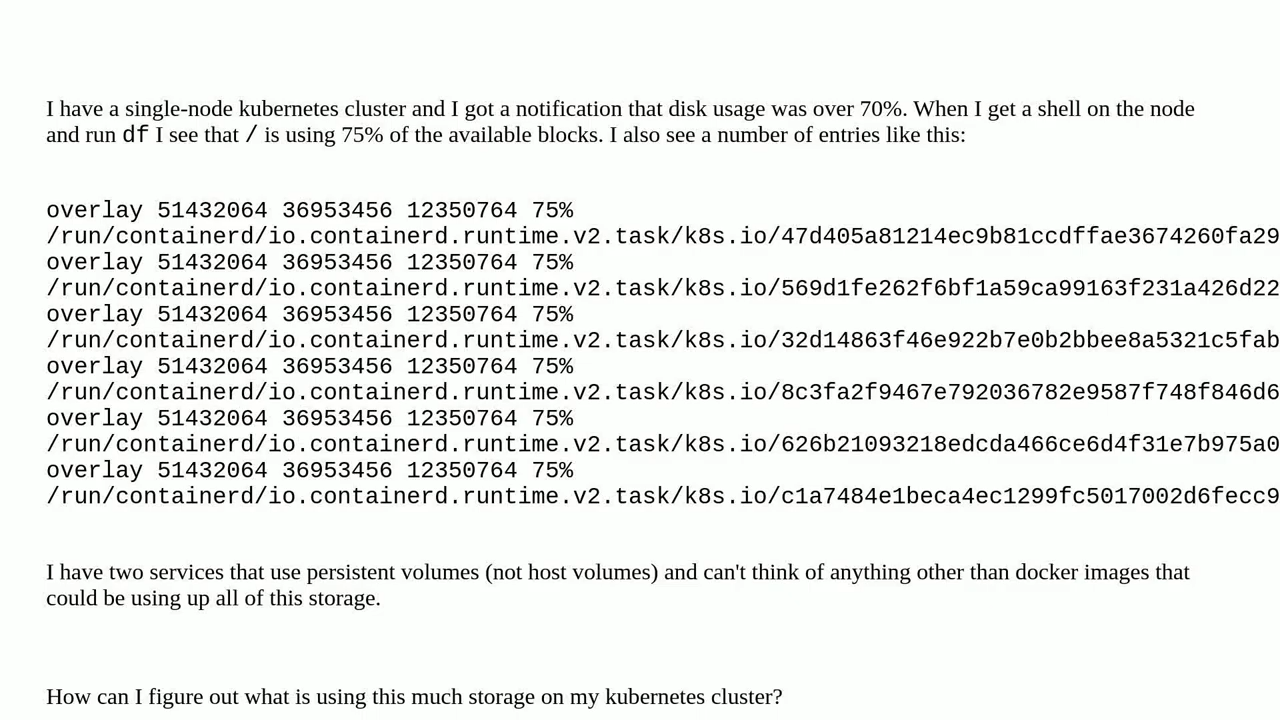 I have a single-node kubernetes cluster and I got a notification that disk usage was over 70%. When I get a shell on the node
and run df I see that / is using 75% of the available blocks. I also see a number of entries like this:
overlay 51432064 36953456 12350764 75%
/run/containerd/io.containerd.runtime.v2.task/k8s.io/47d405a81214ec9b81ccdffae3674260fa29
overlay 51432064 36953456 12350764 75%
/run/containerd/io.containerd.runtime.v2.task/k8s.io/569d1fe262f6bf1a59ca99163f231a426d22
overlay 51432064 36953456 12350764 75%
/run/containerd/io.containerd.runtime.v2.task/k8s.io/32d14863f46e922b7e0b2bbee8a5321c5fab
overlay 51432064 36953456 12350764 75%
/run/containerd/io.containerd.runtime.v2.task/k8s.io/8c3fa2f9467e792036782e9587f748f846d6
overlay 51432064 36953456 12350764 75%
/run/containerd/io.containerd.runtime.v2.task/k8s.io/626b21093218edcda466ce6d4f31e7b975a0
overlay 51432064 36953456 12350764 75%
/run/containerd/io.containerd.runtime.v2.task/k8s.io/c1a7484e1beca4ec1299fc5017002d6fecc9
I have two services that use persistent volumes (not host volumes) and can't think of anything other than docker images that
could be using up all of this storage.
How can I figure out what is using this much storage on my kubernetes cluster?